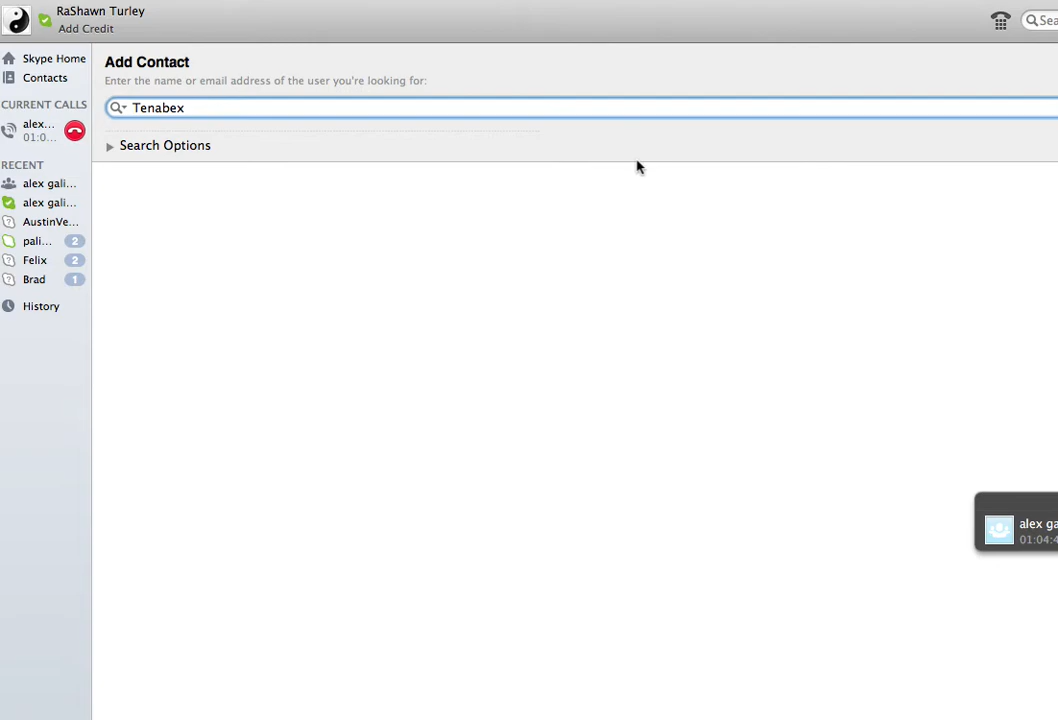 RaShawn Turley
Add Credit
Sea
Skype Home
Contacts
CURRENT CALLS
alex...
01:0...
RECENT
alex gali...
alex gali...
AustinVe...
pali... 2
Felix 2
Brad 1
History
Add Contact
Enter the name or email address of the user you're looking for:
Tenabex
Search Options
alex ga
01:04:4